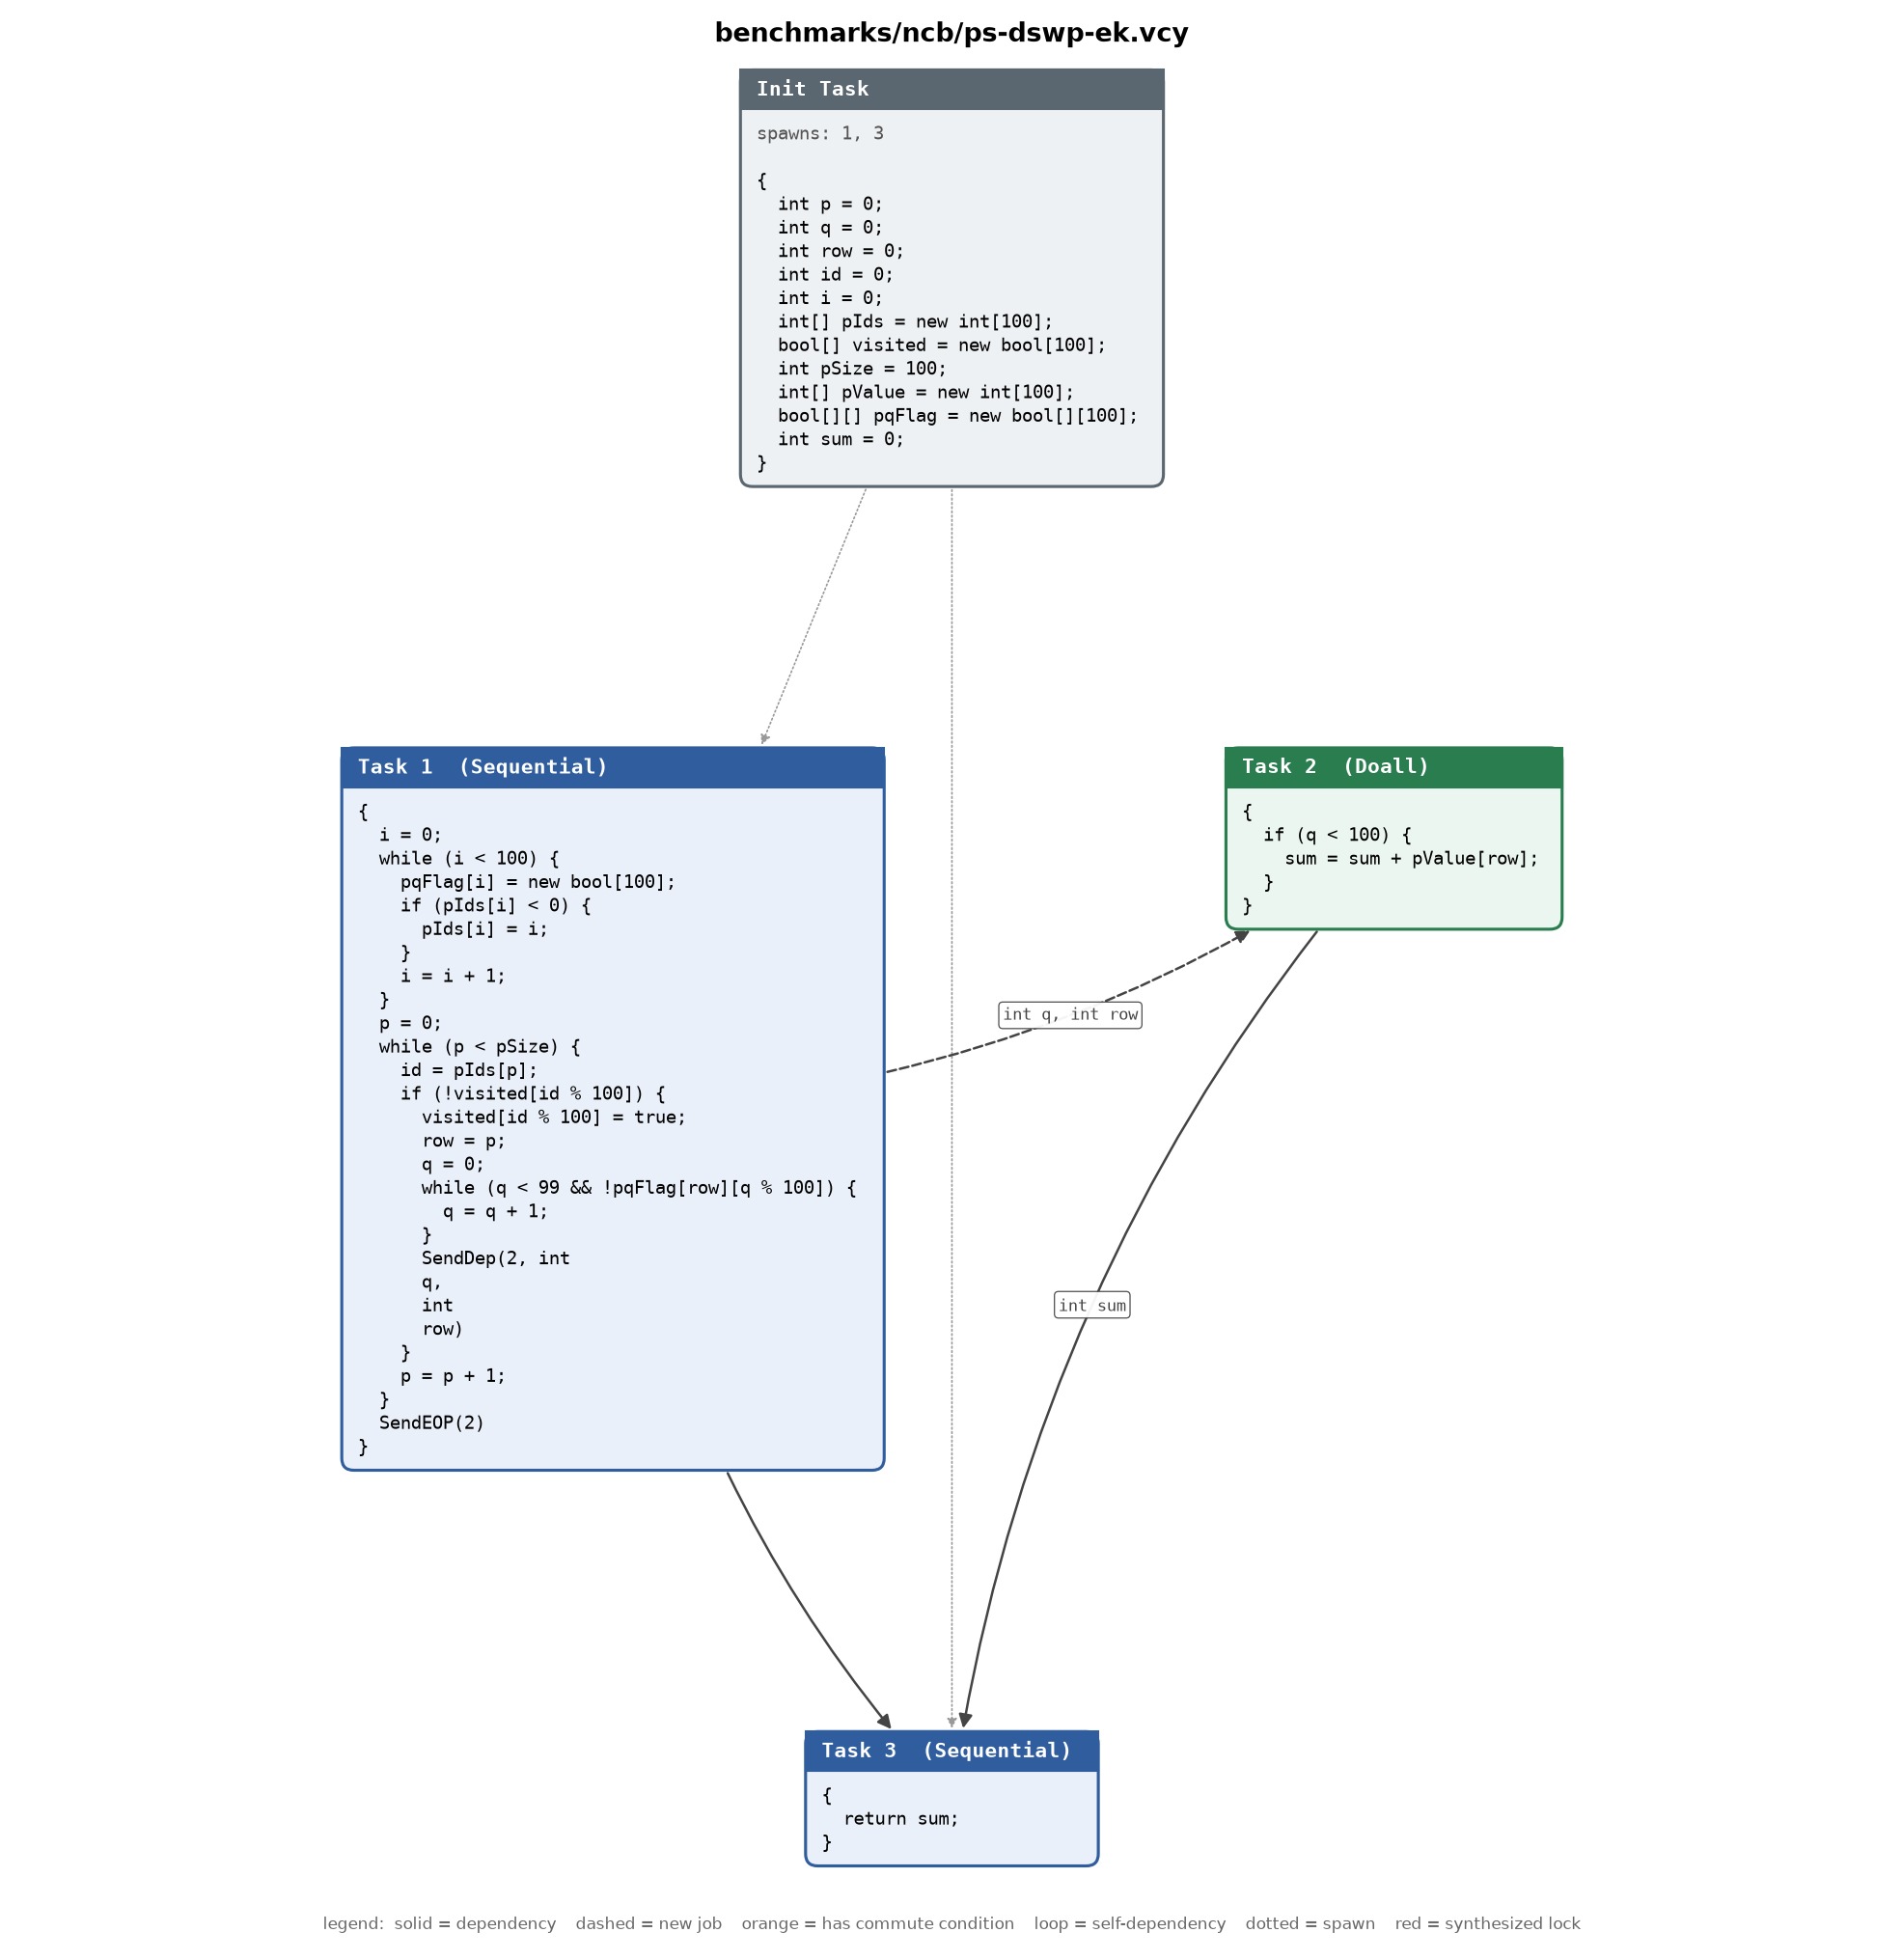 benchmarks/ncb/ps-dswp-ek.vcy
Init Task
spawns: 1, 3
{
  int p = 0;
  int q = 0;
  int row = 0;
  int id = 0;
  int i = 0;
  int[] pIds = new int[100];
  bool[] visited = new bool[100];
  int pSize = 100;
  int[] pValue = new int[100];
  bool[][] pqFlag = new bool[][100];
  int sum = 0;
}
Task 1  (Sequential)
{
  i = 0;
  while (i < 100) {
    pqFlag[i] = new bool[100];
    if (pIds[i] < 0) {
      pIds[i] = i;
    }
    i = i + 1;
  }
  p = 0;
  while (p < pSize) {
    id = pIds[p];
    if (!visited[id % 100]) {
      visited[id % 100] = true;
      row = p;
      q = 0;
      while (q < 99 && !pqFlag[row][q % 100]) {
        q = q + 1;
      }
      SendDep(2, int
      q,
      int
      row)
    }
    p = p + 1;
  }
  SendEOP(2)
}
Task 2  (Doall)
{
  if (q < 100) {
    sum = sum + pValue[row];
  }
}
int q, int row
int sum
Task 3  (Sequential)
{
  return sum;
}
legend:  solid = dependency    dashed = new job    orange = has commute condition    loop = self-dependency    dotted = spawn    red = synthesized lock